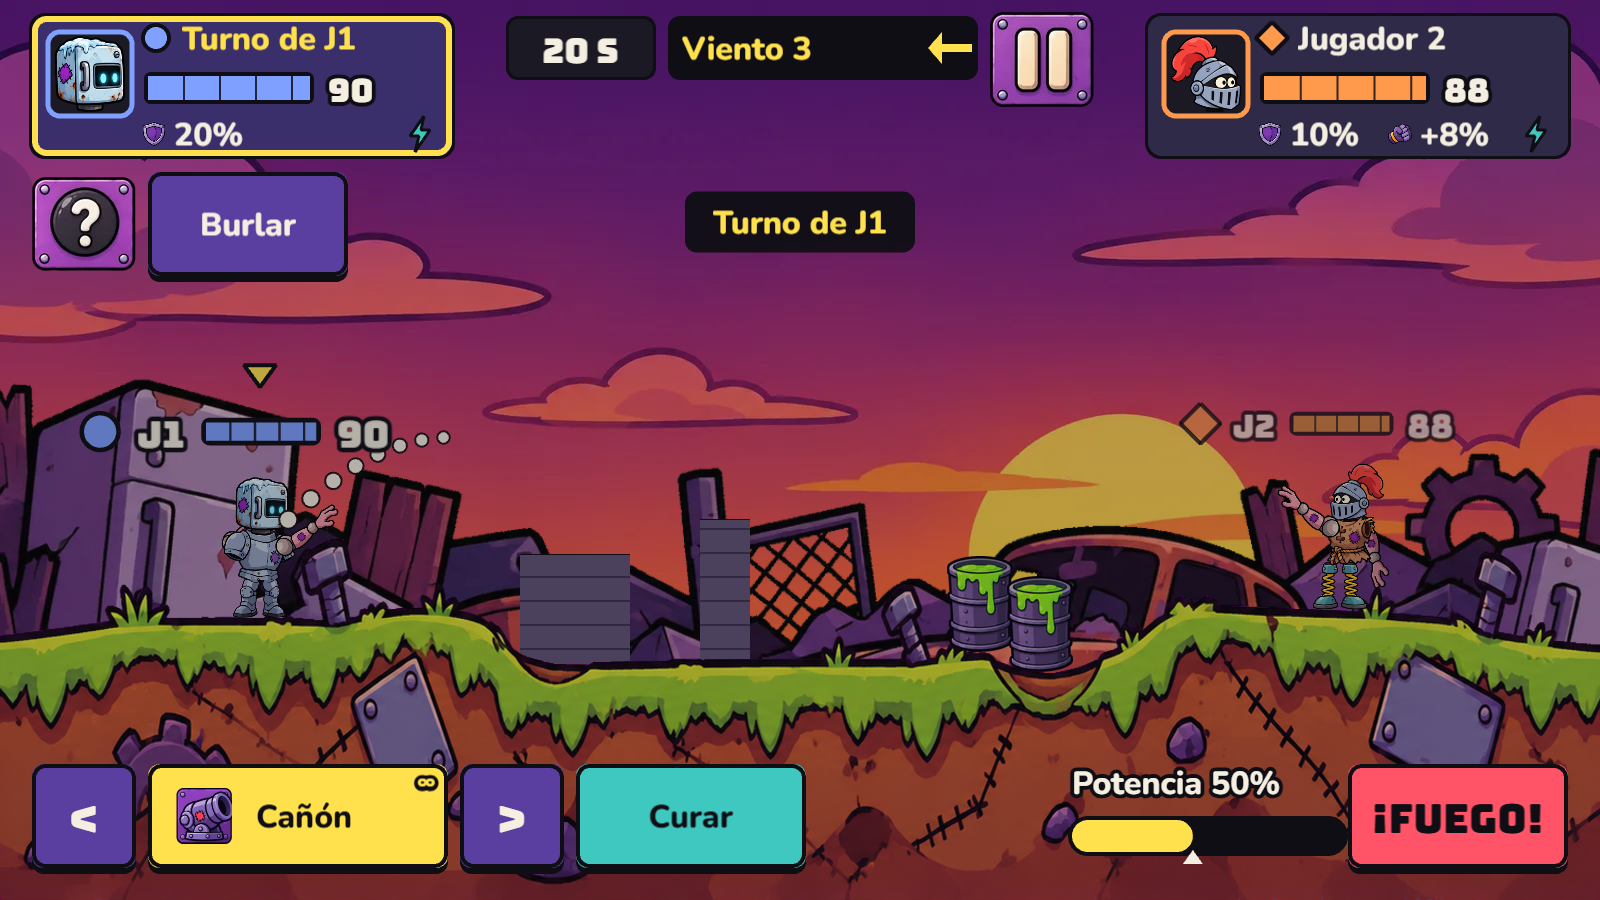 Turno de J1
90
20%
20 S
Viento 3
Jugador 2
88
10%
+8%
?
Burlar
Turno de J1
J1
90
J2
88
<
Cañón
∞
>
Curar
Potencia 50%
¡FUEGO!